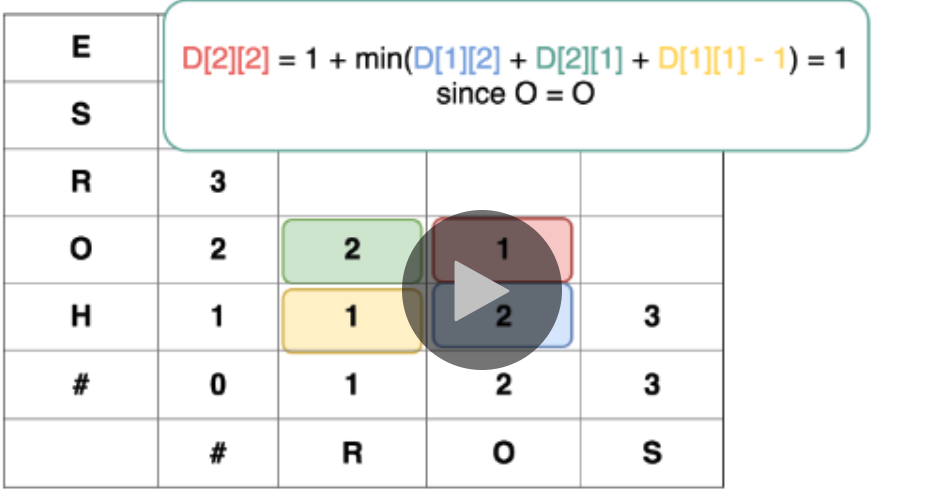 D[2][2] = 1 + min(D[1][2] + D[2][1] + D[1][1] - 1) = 1
since O = O
E
S
R 3
O 2 2 1
H 1 1 2 3
# 0 1 2 3
# R O S